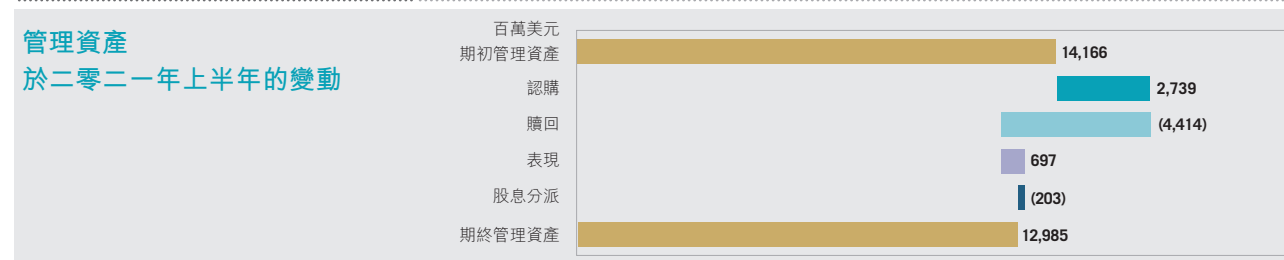 管理資產
於二零二一年上半年的變動
百萬美元
期初管理資產 14,166
認購 2,739
贖回 (4,414)
表現 697
股息分派 (203)
期終管理資產 12,985